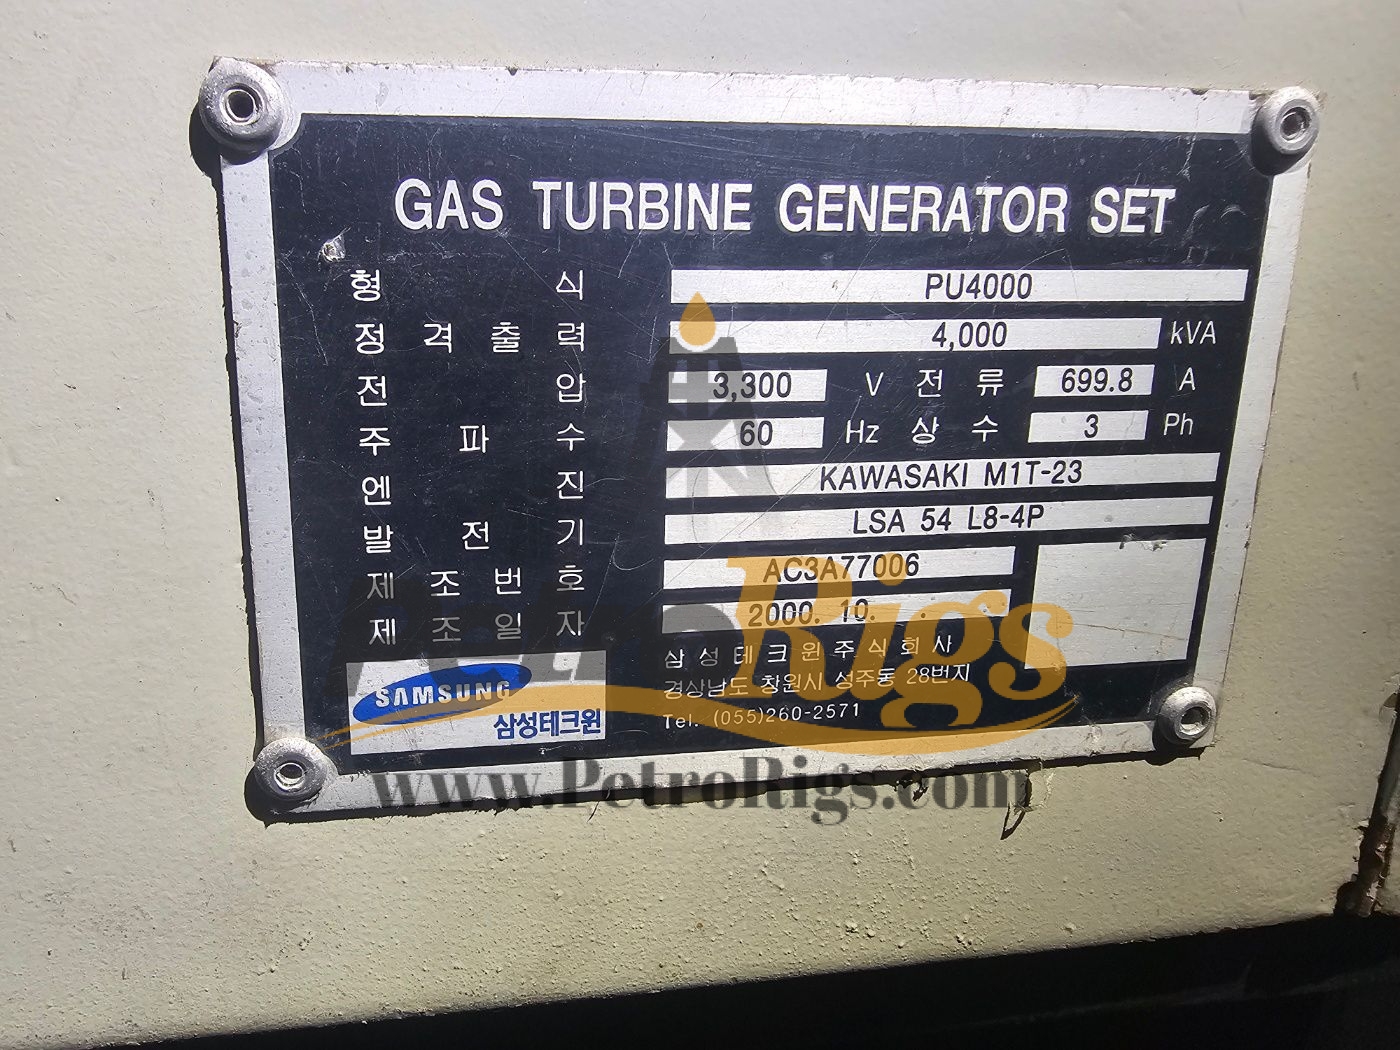 GAS TURBINE GENERATOR SET
형 식 PU4000
정 격 출 력 4,000 kVA
전 압 3,300 V 전 류 699.8 A
주 파 수 60 Hz 상 수 3 Ph
엔 진 KAWASAKI M1T-23
발 전 기 LSA 54 L8-4P
제 조 번 호 AC3A77006
제 조 일 자 2000. 10. .
삼 성 테 크 윈 주 식 회 사
경상남도 창원시 성주동 28번지
Tel. (055)260-2571
SAMSUNG
삼성테크윈
PetroRigs
www.PetroRigs.com